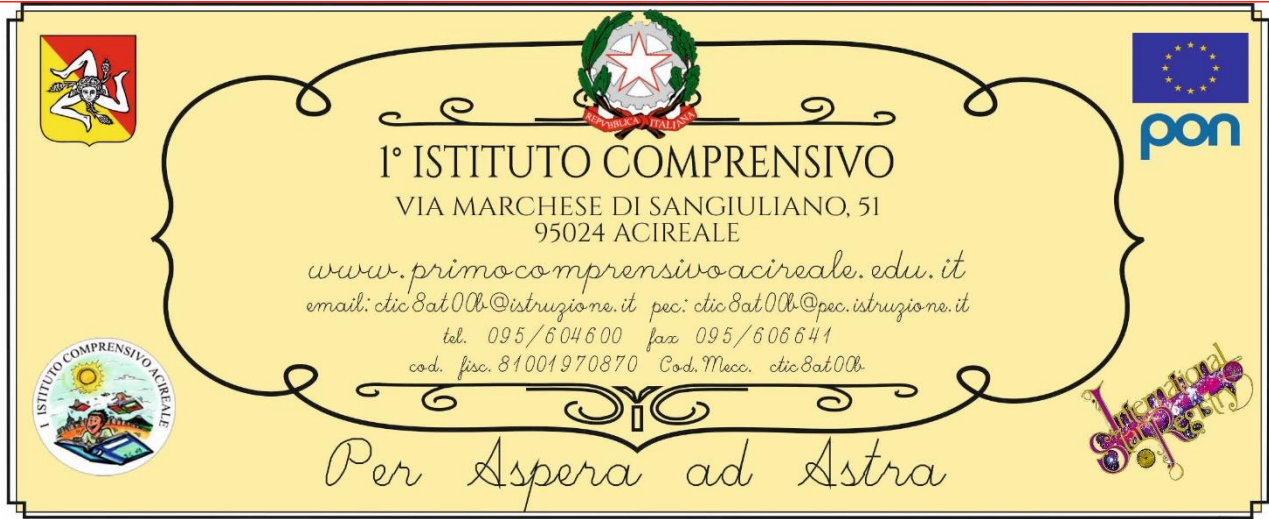 REPVBBLICA ITALIANA
pon
1° ISTITUTO COMPRENSIVO
VIA MARCHESE DI SANGIULIANO, 51
95024 ACIREALE
www.primocomprensivoacireale.edu.it
email: ctic8at00b@istruzione.it pec: ctic8at00b@pec.istruzione.it
tel. 095/604600 fax 095/606641
cod. fisc. 81001970870 Cod. Mecc. ctic8at00b
I ISTITUTO COMPRENSIVO ACIREALE
International
Star Registry
Per Aspera ad Astra